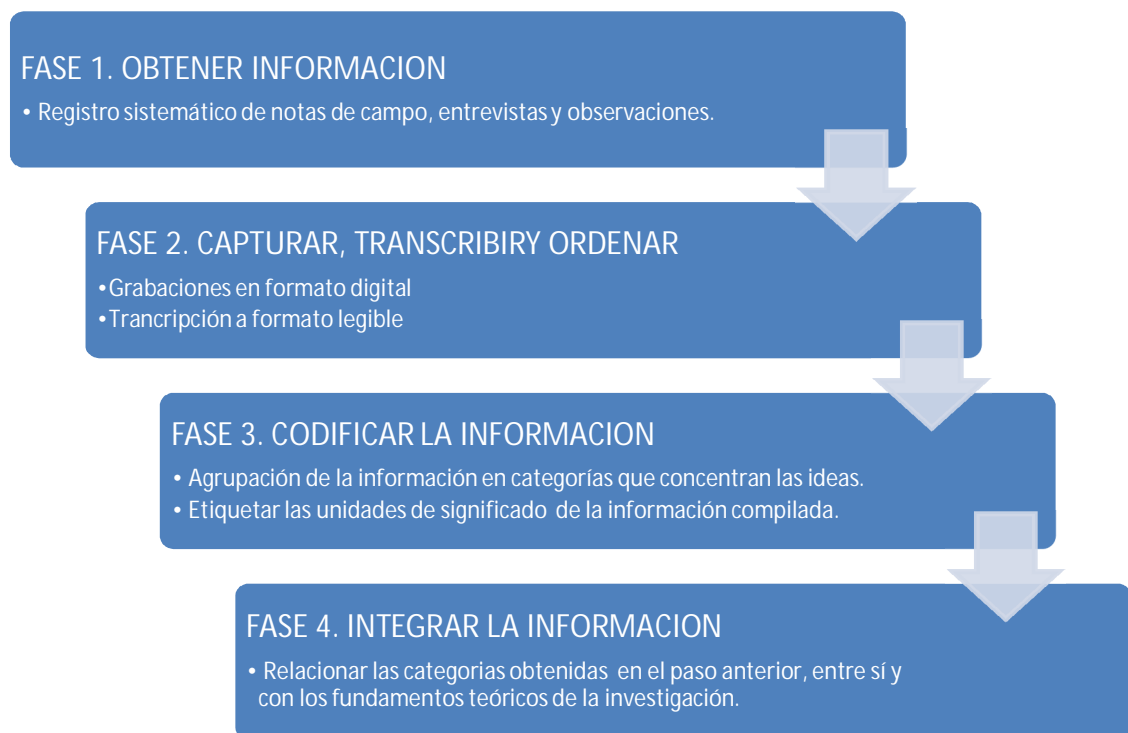 FASE 1. OBTENER INFORMACION
• Registro sistemático de notas de campo, entrevistas y observaciones.
FASE 2. CAPTURAR, TRANSCRIBIRY ORDENAR
•Grabaciones en formato digital
•Trancripción a formato legible
FASE 3. CODIFICAR LA INFORMACION
• Agrupación de la información en categorías que concentran las ideas.
• Etiquetar las unidades de significado de la información compilada.
FASE 4. INTEGRAR LA INFORMACION
• Relacionar las categorias obtenidas en el paso anterior, entre sí y
con los fundamentos teóricos de la investigación.